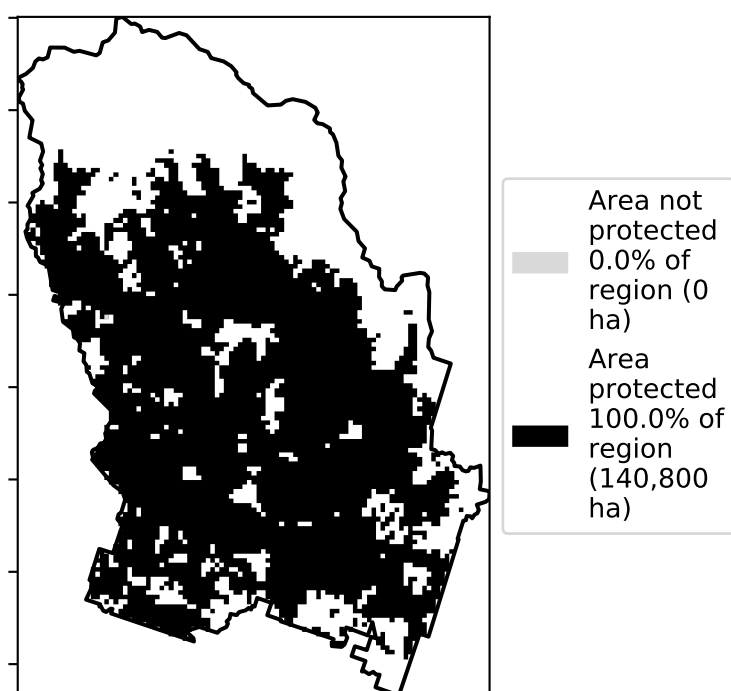 Area not
protected
0.0% of
region (0
ha)
Area
protected
100.0% of
region
(140,800
ha)